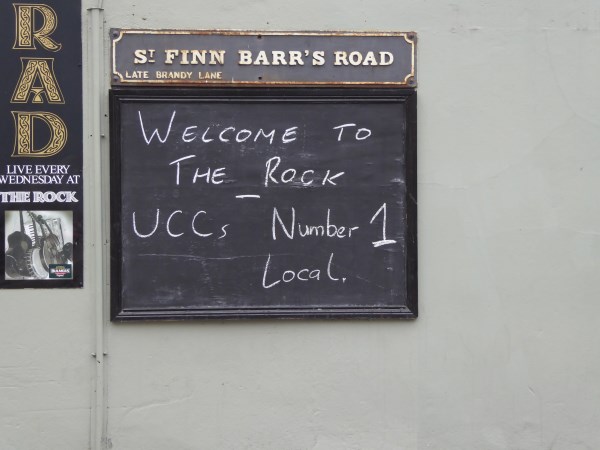 ST FINN BARR'S ROAD
LATE BRANDY LANE
WELCOME TO
THE ROCK
UCCs Number 1
Local.
RAD
LIVE EVERY
WEDNESDAY AT
THE ROCK
BULMERS